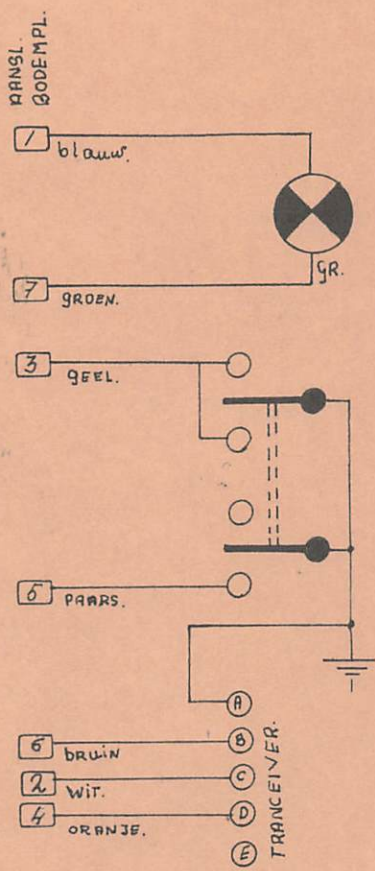 AANSL.
BODEMPL.
1 blauw.
7 GROEN.
GR.
3 GEEL.
5 PAARS.
A
6 bRUIN B
2 WIT. C
4 ORANJE. D
E
TRANCEIVER.